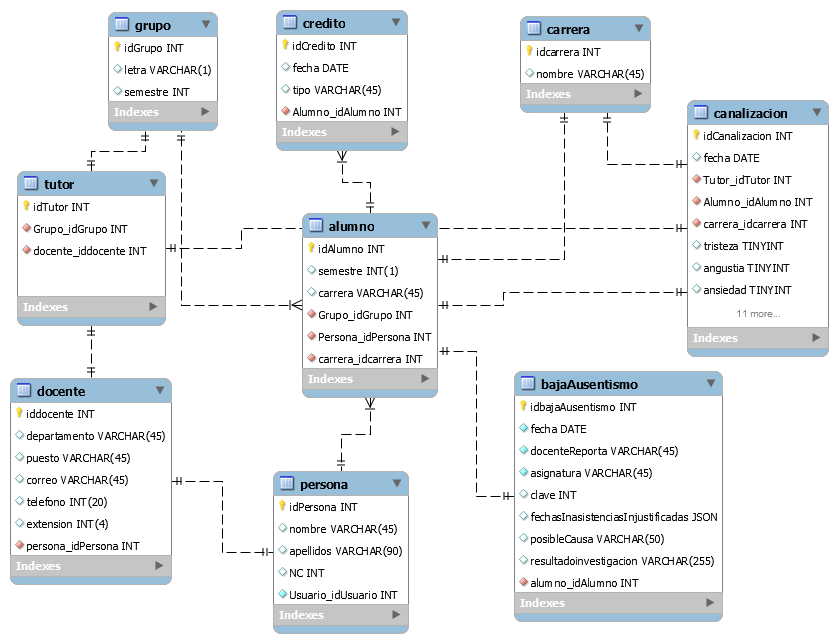 grupo
idGrupo INT
letra VARCHAR(1)
semestre INT
Indexes
credito
idCredito INT
fecha DATE
tipo VARCHAR(45)
Alumno_idAlumno INT
Indexes
carrera
idcarrera INT
nombre VARCHAR(45)
Indexes
canalizacion
idCanalizacion INT
fecha DATE
Tutor_idTutor INT
Alumno_idAlumno INT
carrera_idcarrera INT
tristeza TINYINT
angustia TINYINT
ansiedad TINYINT
11 more...
Indexes
tutor
idTutor INT
Grupo_idGrupo INT
docente_iddocente INT
Indexes
alumno
idAlumno INT
semestre INT(1)
carrera VARCHAR(45)
Grupo_idGrupo INT
Persona_idPersona INT
carrera_idcarrera INT
Indexes
docente
iddocente INT
departamento VARCHAR(45)
puesto VARCHAR(45)
correo VARCHAR(45)
telefono INT(20)
extension INT(4)
persona_idPersona INT
Indexes
persona
idPersona INT
nombre VARCHAR(45)
apellidos VARCHAR(90)
NC INT
Usuario_idUsuario INT
Indexes
bajaAusentismo
idbajaAusentismo INT
fecha DATE
docenteReporta VARCHAR(45)
asignatura VARCHAR(45)
clave INT
fechasInasistenciasInjustificadas JSON
posibleCausa VARCHAR(50)
resultadoinvestigacion VARCHAR(255)
alumno_idAlumno INT
Indexes